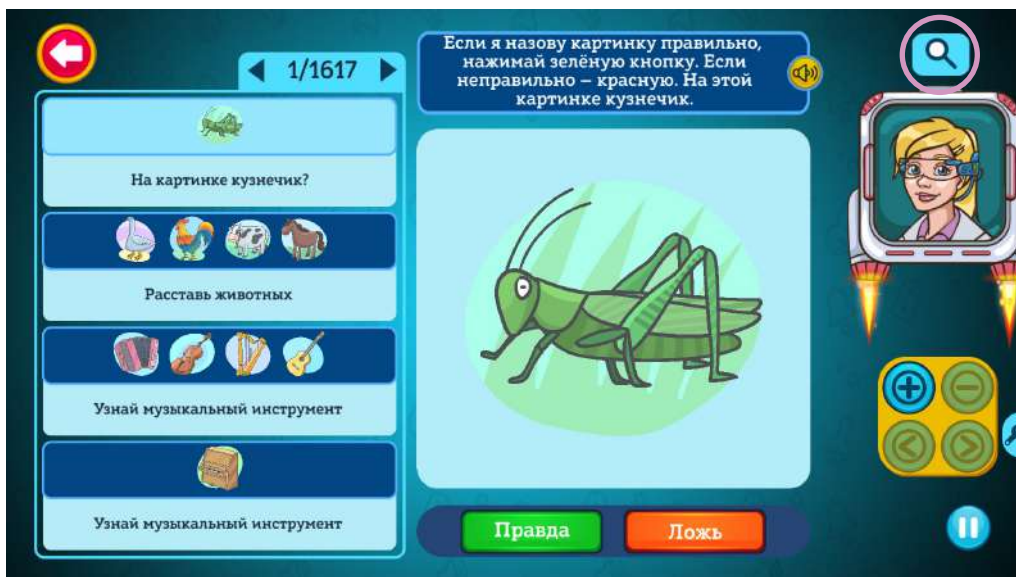 1/1617
Если я назову картинку правильно,
нажимай зелёную кнопку. Если
неправильно – красную. На этой
картинке кузнечик.
На картинке кузнечик?
Расставь животных
Узнай музыкальный инструмент
Узнай музыкальный инструмент
Правда
Ложь